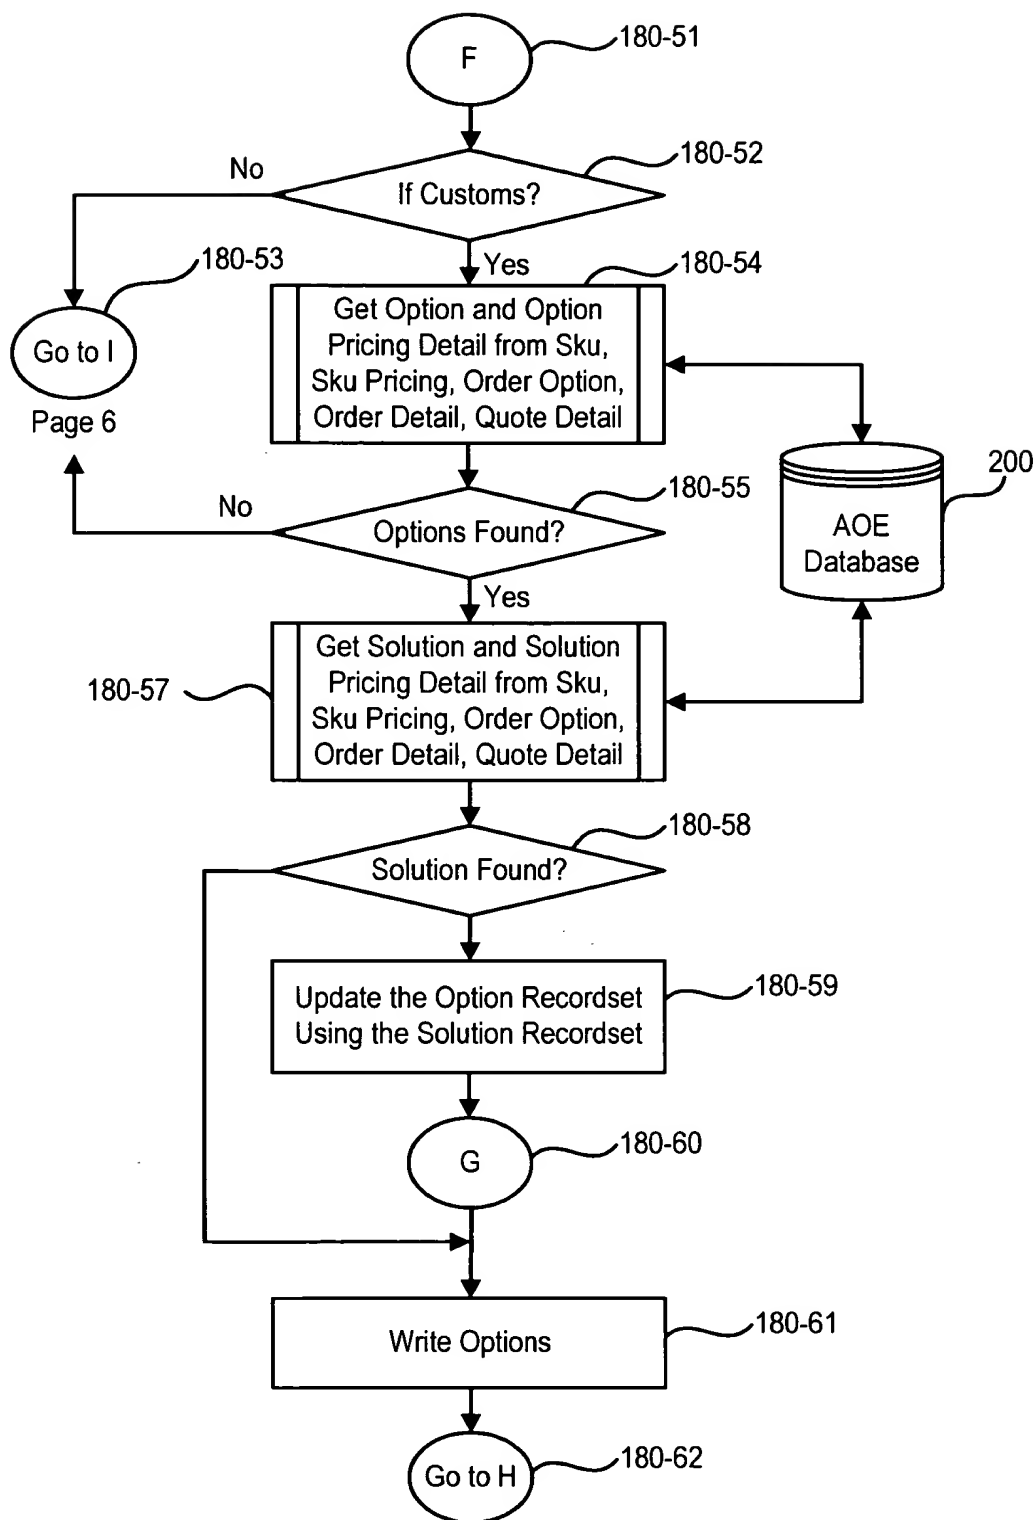 F
180-51
If Customs?
180-52
No
180-53
Go to I
Page 6
Yes
180-54
Get Option and Option
Pricing Detail from Sku,
Sku Pricing, Order Option,
Order Detail, Quote Detail
200
AOE
Database
180-55
No
Options Found?
Yes
180-57
Get Solution and Solution
Pricing Detail from Sku,
Sku Pricing, Order Option,
Order Detail, Quote Detail
180-58
Solution Found?
180-59
Update the Option Recordset
Using the Solution Recordset
G
180-60
180-61
Write Options
Go to H
180-62